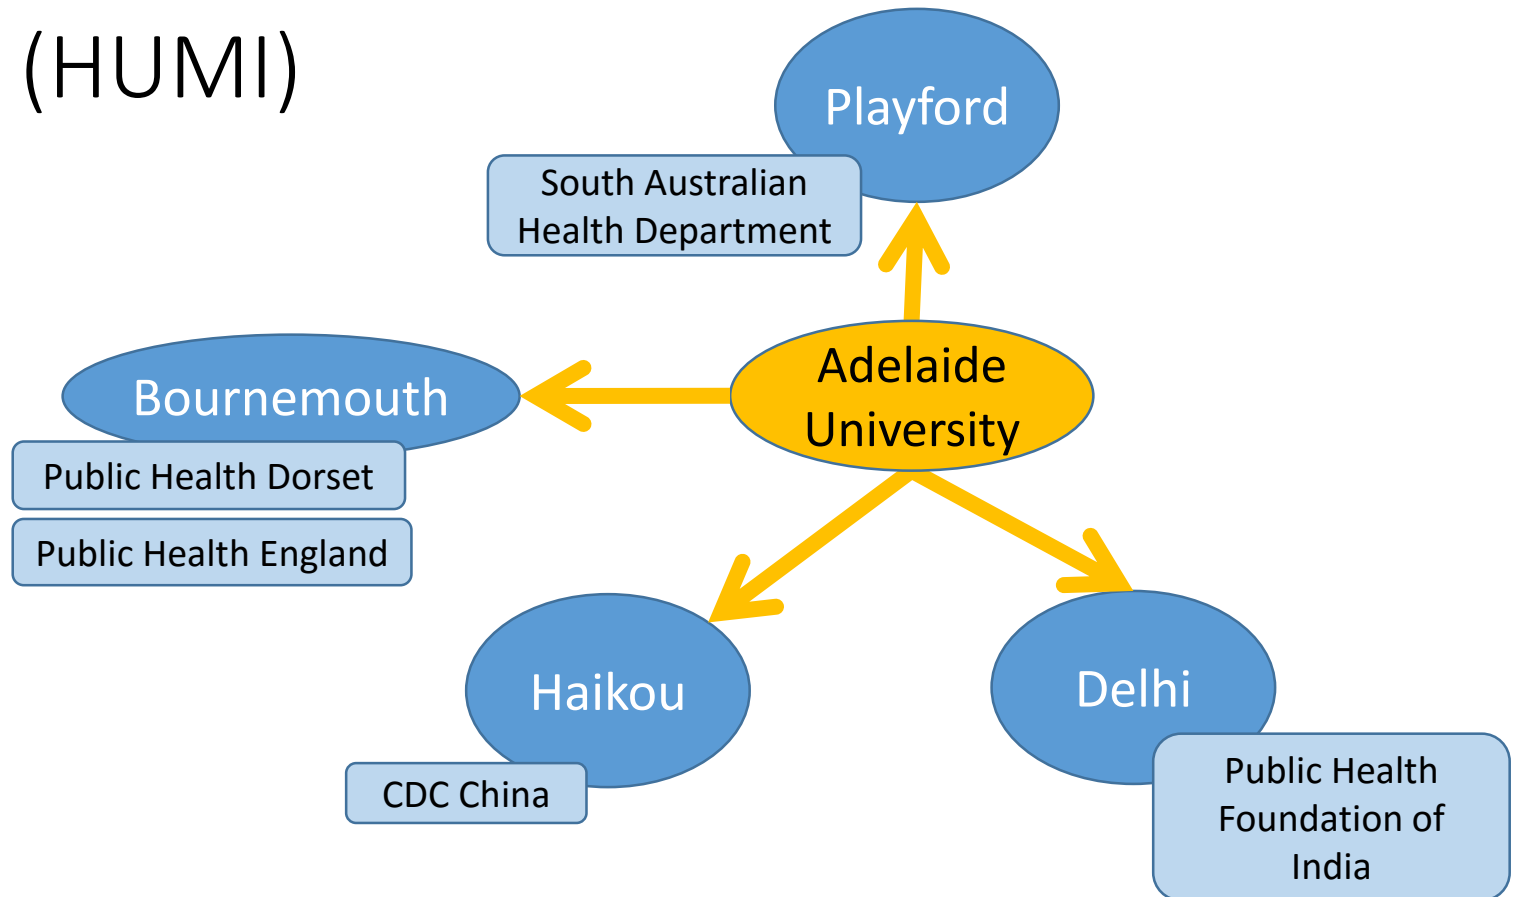 (HUMI)
Playford
South Australian
Health Department
Adelaide
University
Bournemouth
Public Health Dorset
Public Health England
Haikou
CDC China
Delhi
Public Health
Foundation of
India